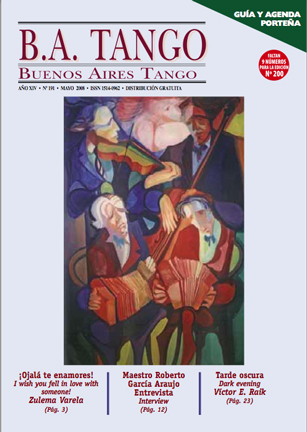 GUÍA Y AGENDA
PORTEÑA
B.A. TANGO
BUENOS AIRES TANGO
AÑO XIV • Nº 191 • MAYO 2008 • ISSN 1514-0962 • DISTRIBUCIÓN GRATUITA
FALTAN
9 NÚMEROS
PARA LA EDICIÓN
Nº 200
¡Ojalá te enamores!
I wish you fell in love with
someone!
Zulema Varela
(Pág. 3)
Maestro Roberto
García Araujo
Entrevista
Interview
(Pág. 12)
Tarde oscura
Dark evening
Víctor E. Raik
(Pág. 23)